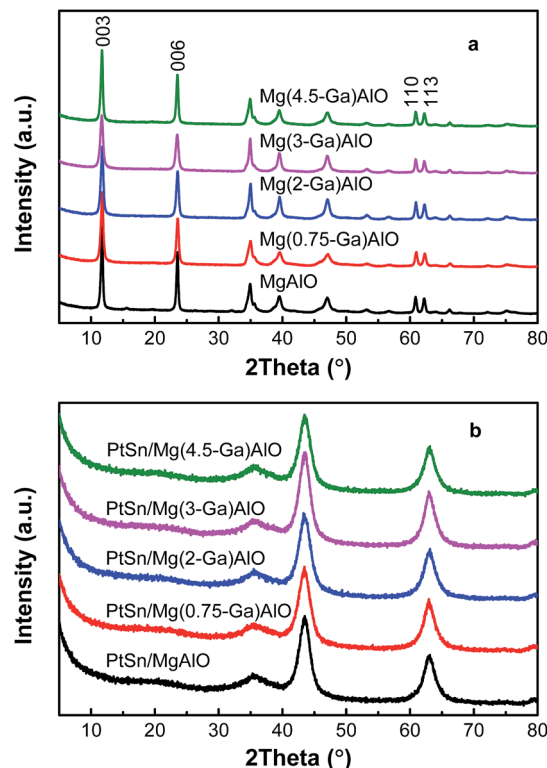 003
006
a
110
113
Mg(4.5-Ga)AlO
Mg(3-Ga)AlO
Mg(2-Ga)AlO
Mg(0.75-Ga)AlO
MgAlO
Intensity (a.u.)
10 20 30 40 50 60 70 80
2Theta (°)
b
PtSn/Mg(4.5-Ga)AlO
PtSn/Mg(3-Ga)AlO
PtSn/Mg(2-Ga)AlO
PtSn/Mg(0.75-Ga)AlO
PtSn/MgAlO
Intensity (a.u.)
10 20 30 40 50 60 70 80
2Theta (°)